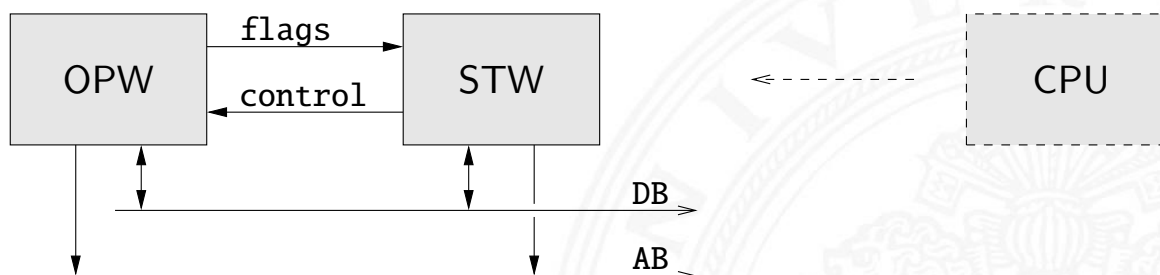 flags
OPW
STW
CPU
control
DB
AB